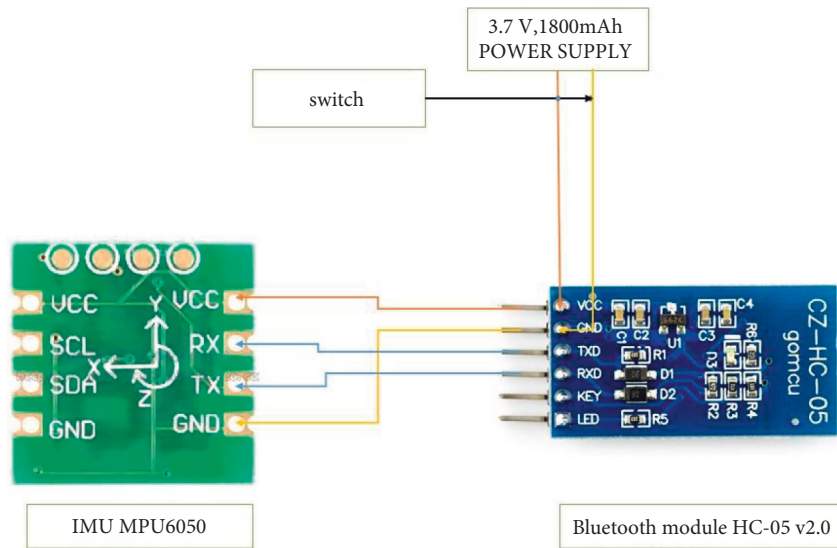 3.7 V,1800mAh
POWER SUPPLY
switch
VCC
SCL
SDA
GND
Y
X
Z
VCC
RX
TX
GND
VCC
GND
TXD
RXD
KEY
LED
C1
C2
U1
C3
C4
R1
D1
D2
R5
R6
R2
R3
R4
CZ-HC-05
gomcu
IMU MPU6050
Bluetooth module HC-05 v2.0